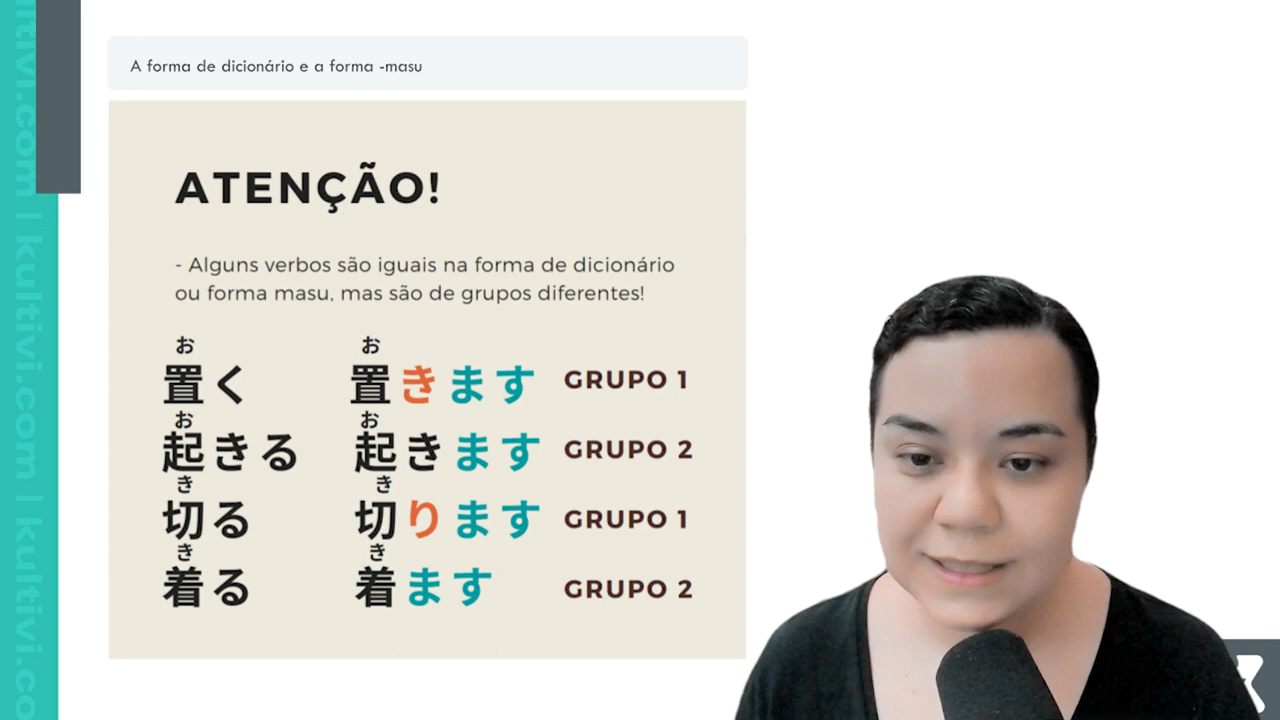 A forma de dicionário e a forma -masu
ATENÇÃO!
- Alguns verbos são iguais na forma de dicionário
ou forma masu, mas são de grupos diferentes!
お お
置く 置きます GRUPO 1
お お
起きる 起きます GRUPO 2
き き
切る 切ります GRUPO 1
き き
着る 着ます GRUPO 2
ltivi.com | kultivi.com | kultivi.co